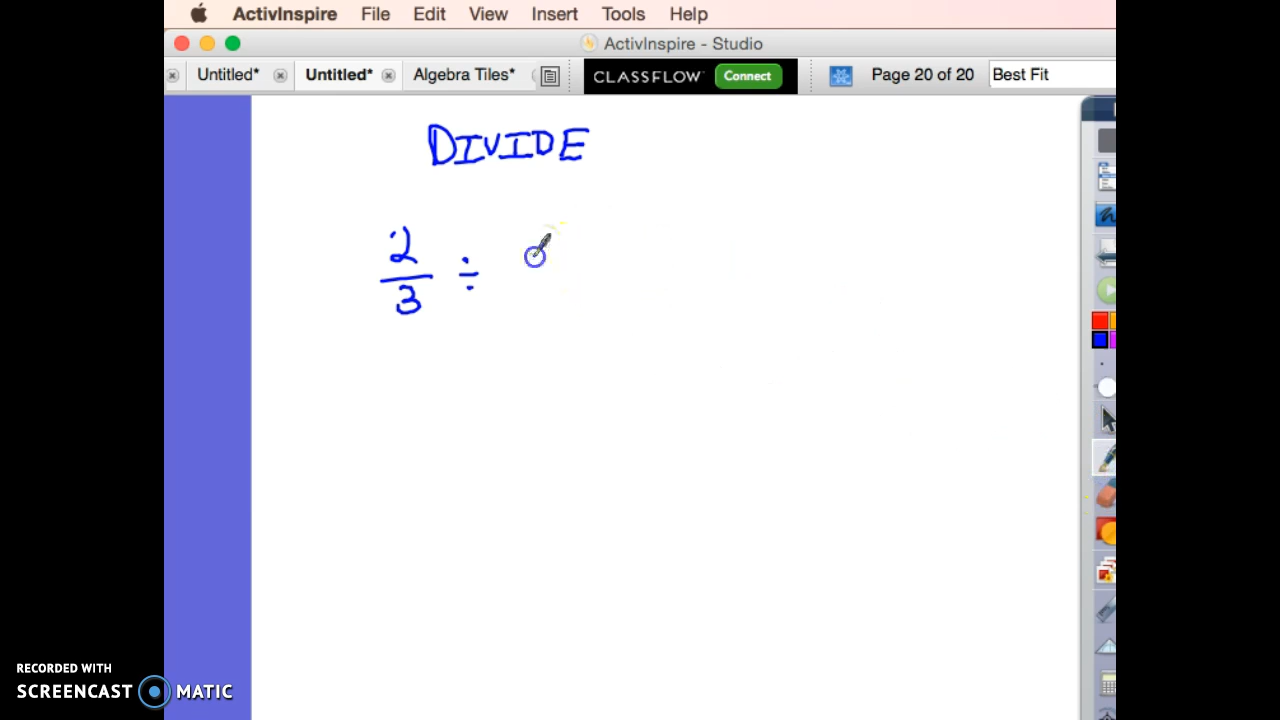 ActivInspire File Edit View Insert Tools Help
ActivInspire - Studio
Untitled* Untitled* Algebra Tiles* CLASSFLOW Connect Page 20 of 20 Best Fit
DIVIDE
2
÷
3
RECORDED WITH
SCREENCAST MATIC